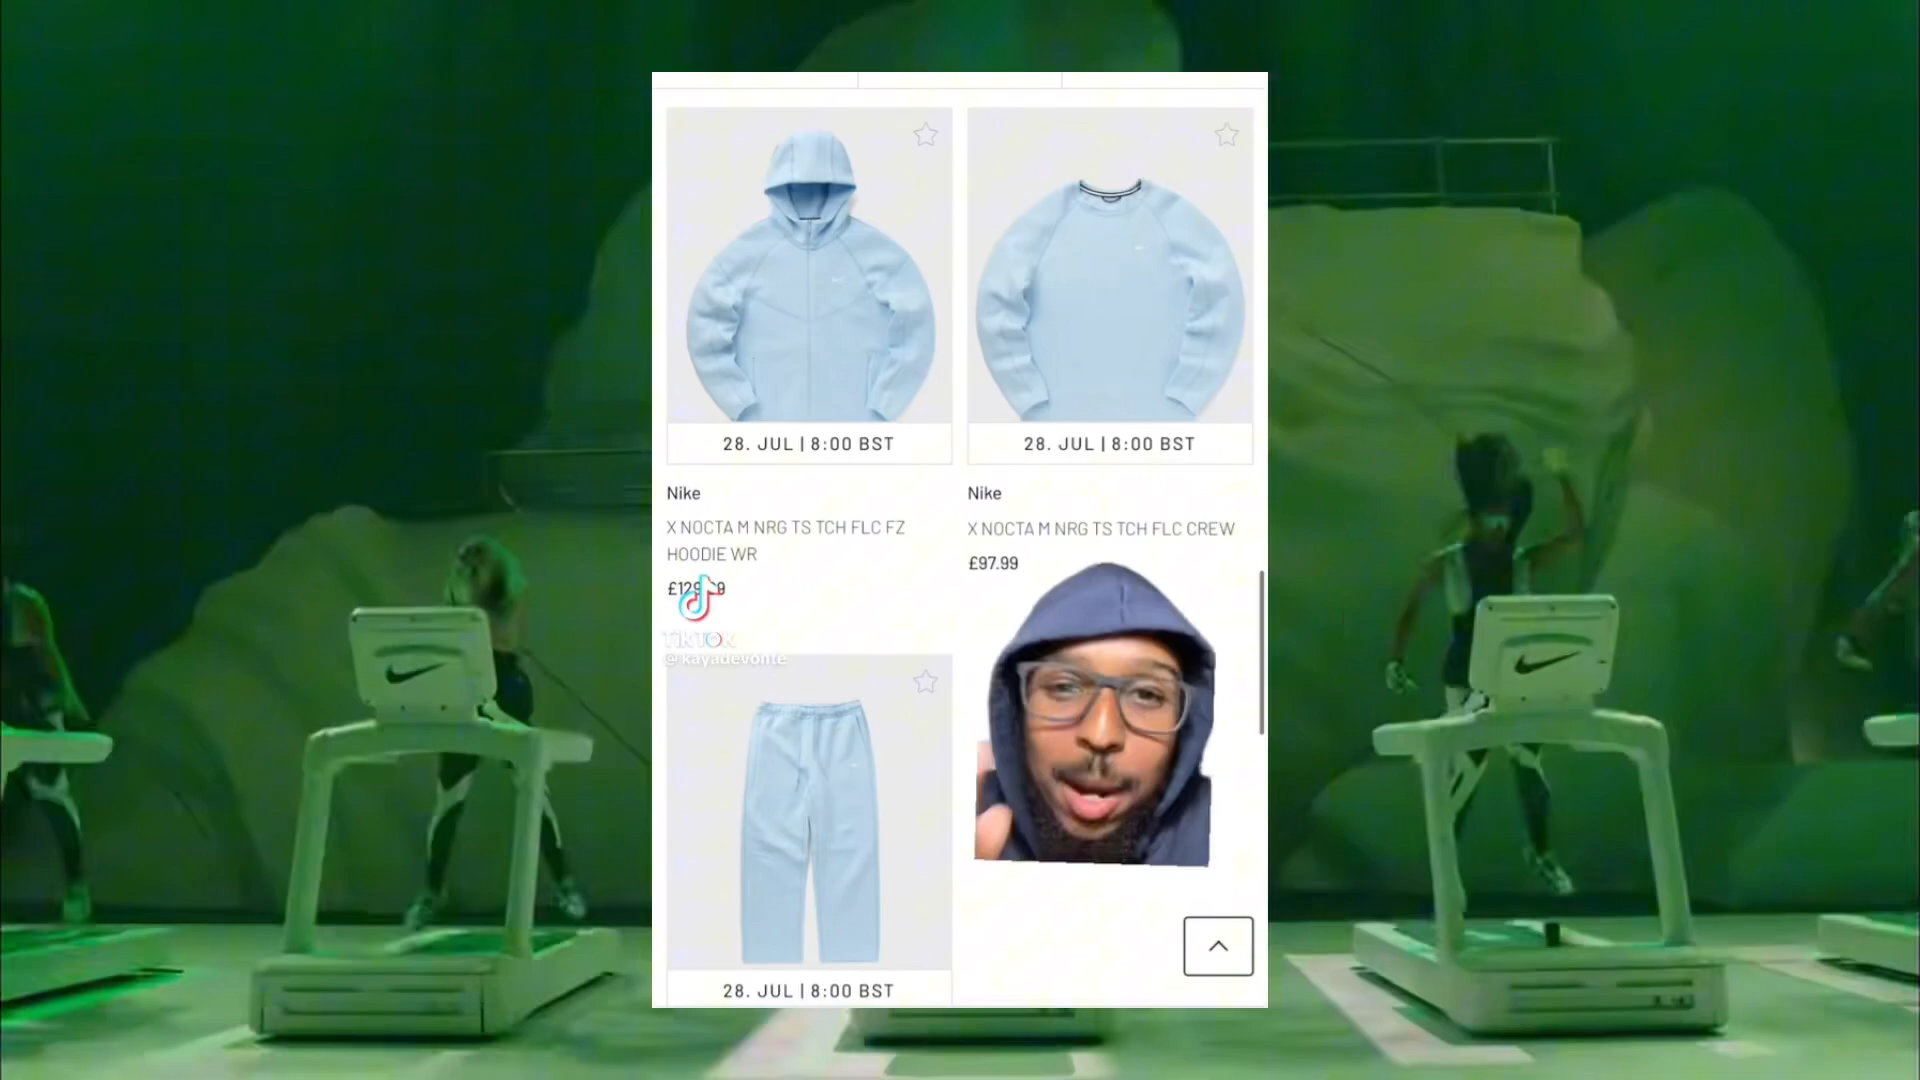 28. JUL | 8:00 BST
28. JUL | 8:00 BST
Nike
X NOCTA M NRG TS TCH FLC FZ
HOODIE WR
Nike
X NOCTA M NRG TS TCH FLC CREW
£97.99
TikTok
@kayadevonte
28. JUL | 8:00 BST